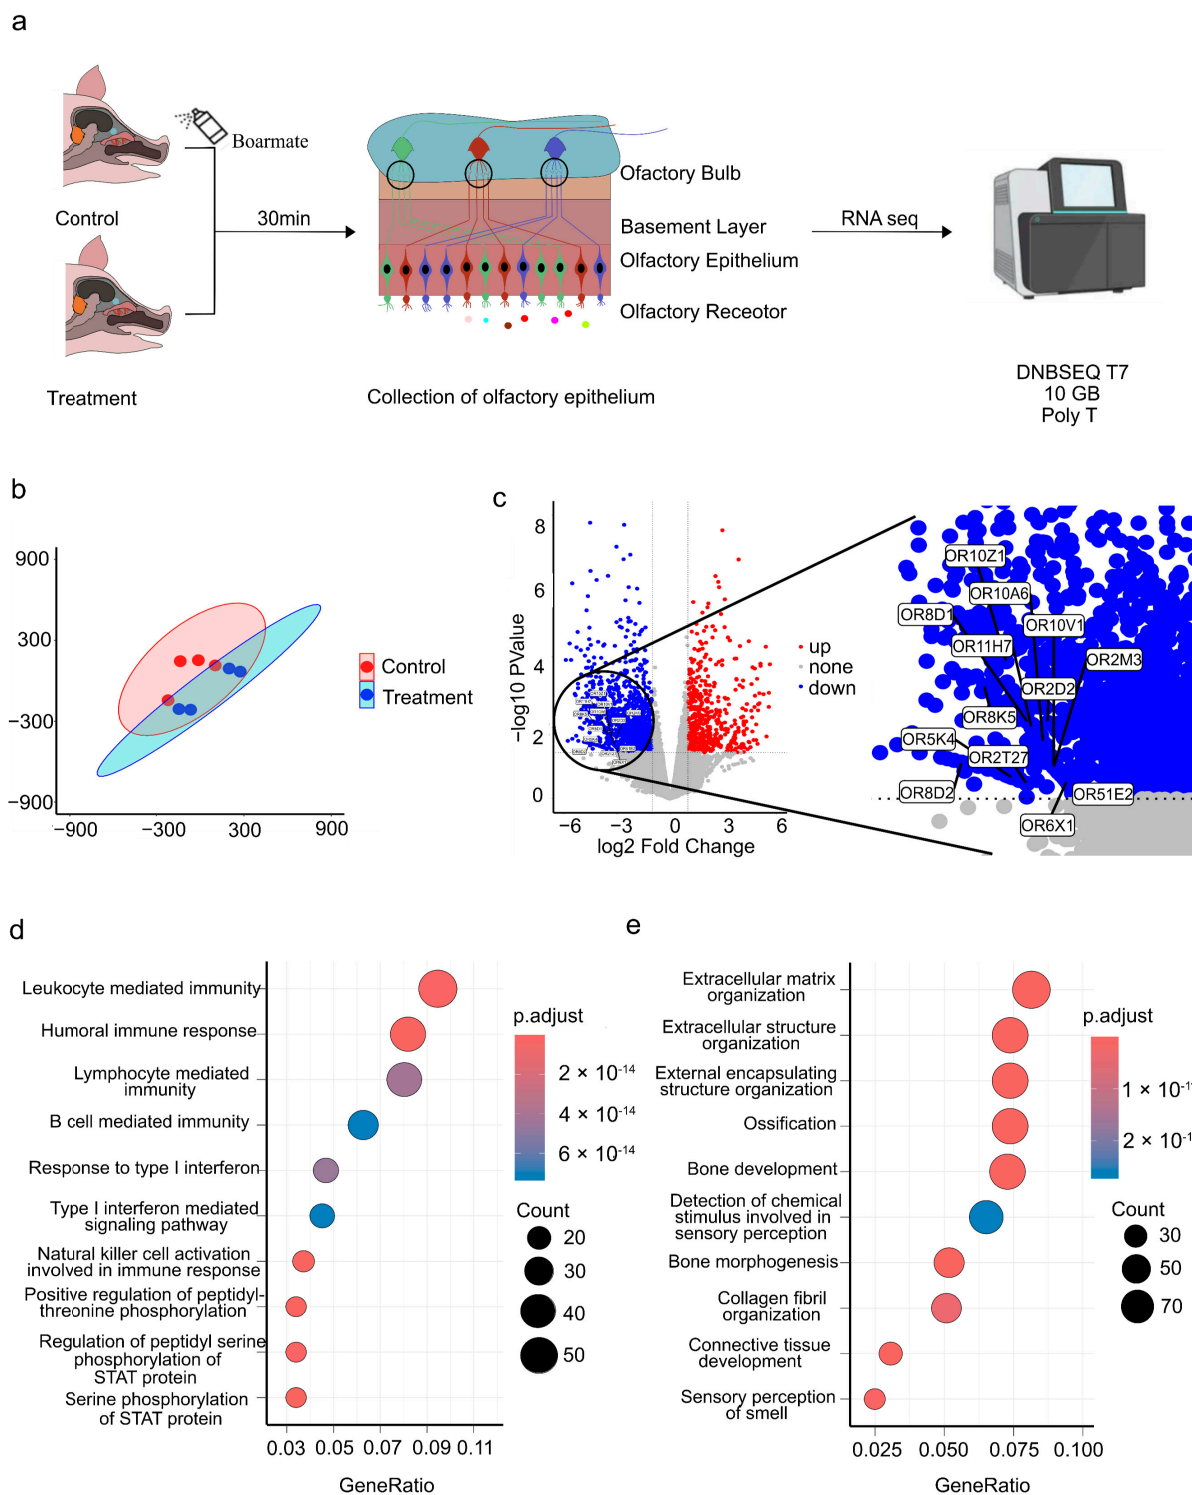 a
Boarmate
Control
30min
Treatment
Ofactory Bulb
Basement Layer
Olfactory Epithelium
Olfactory Receotor
Collection of olfactory epithelium
RNA seq
DNBSEQ T7
10 GB
Poly T
b
900
300
−300
−900
−900 −300 300 900
Control
Treatment
c
−log10 PValue
8
6
4
2
0
−6 −3 0 3 6
log2 Fold Change
up
none
down
OR10Z1
OR10A6
OR8D1
OR10V1
OR11H7
OR2M3
OR2D2
OR8K5
OR5K4
OR2T27
OR8D2
OR51E2
OR6X1
d
Leukocyte mediated immunity
Humoral immune response
Lymphocyte mediated
immunity
B cell mediated immunity
Response to type I interferon
Type I interferon mediated
signaling pathway
Natural killer cell activation
involved in immune response
Positive regulation of peptidyl-
threonine phosphorylation
Regulation of peptidyl serine
phosphorylation of
STAT protein
Serine phosphorylation
of STAT protein
0.03 0.05 0.07 0.09 0.11
GeneRatio
p.adjust
2 × 10-14
4 × 10-14
6 × 10-14
Count
20
30
40
50
e
Extracellular matrix
organization
Extracellular structure
organization
External encapsulating
structure organization
Ossification
Bone development
Detection of chemical
stimulus involved in
sensory perception
Bone morphogenesis
Collagen fibril
organization
Connective tissue
development
Sensory perception
of smell
0.025 0.050 0.075 0.100
GeneRatio
p.adjust
1 × 10-1
2 × 10-1
Count
30
50
70